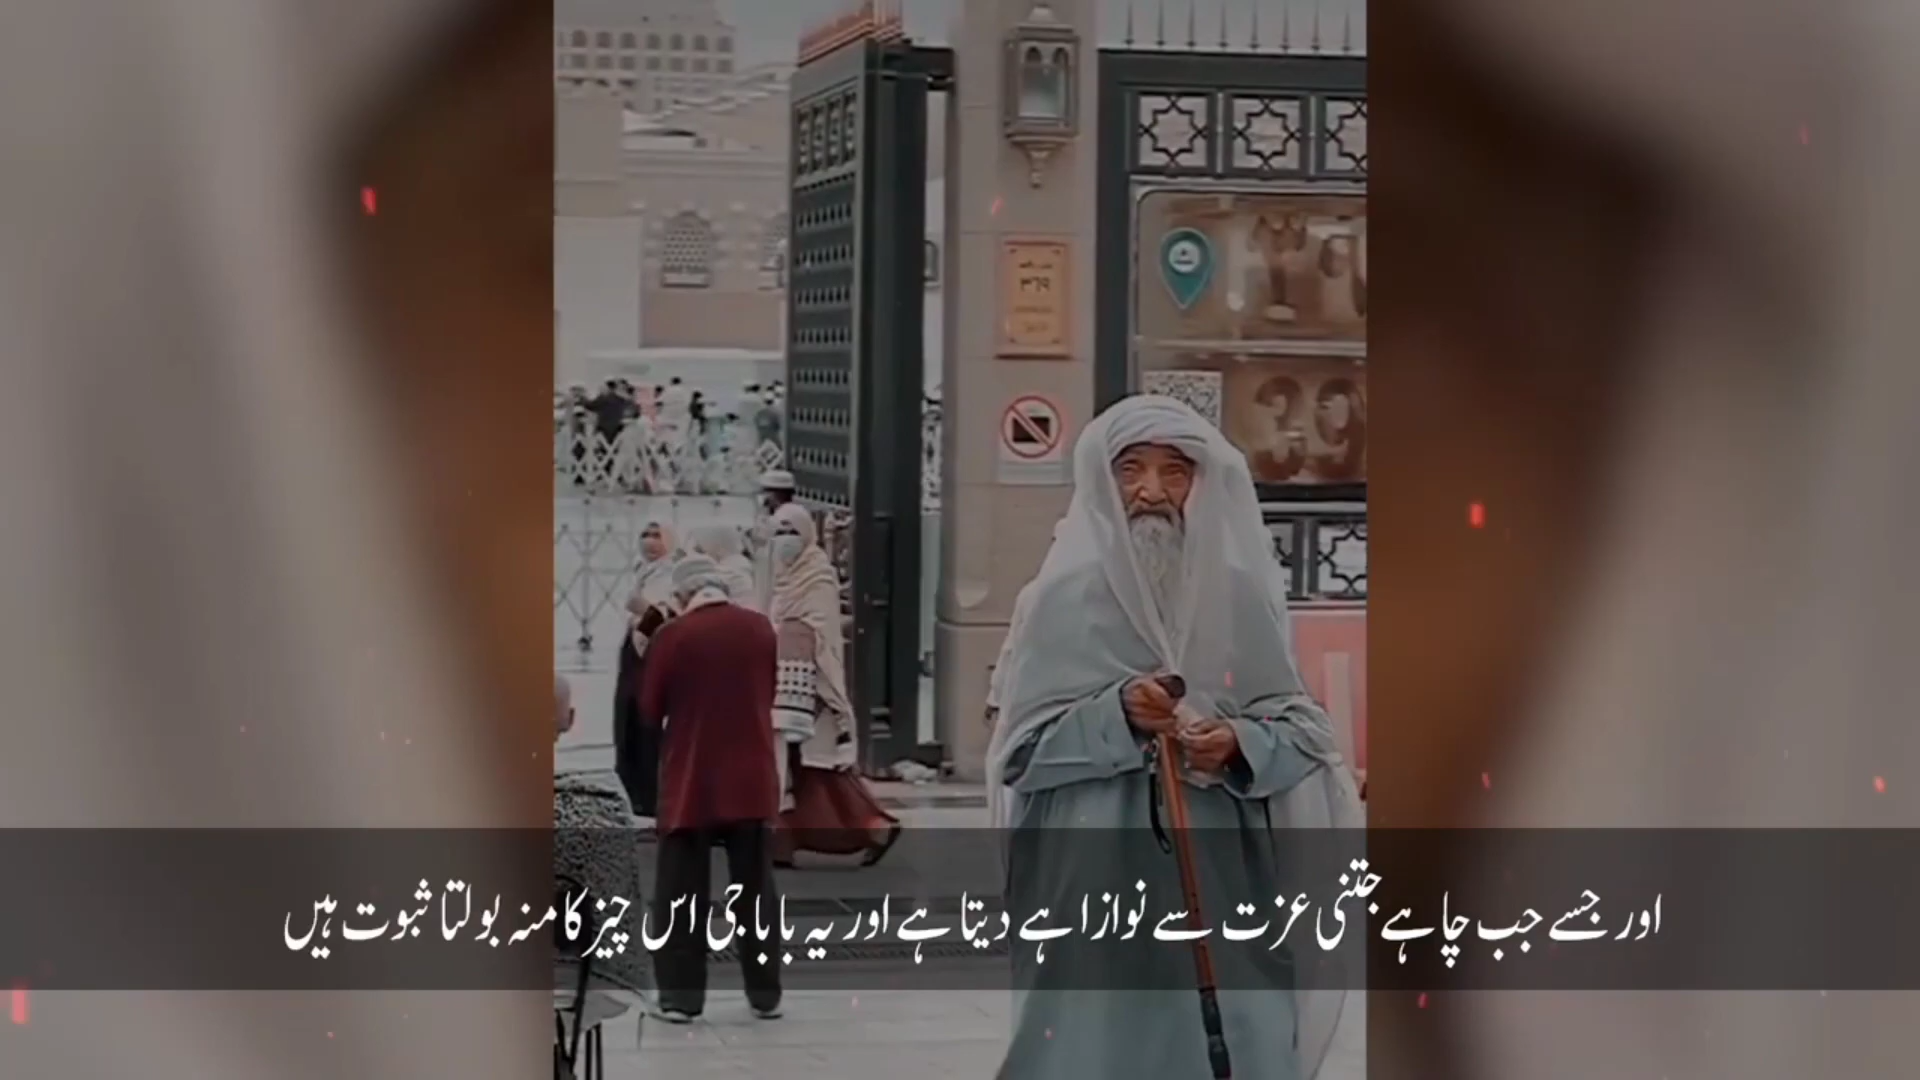 ٣٦٩
اور جسے جب چاہے جتنی عزت سے نوازا ہے دیتا ہے اور یہ بابا جی اس چیز کا منہ بولتا ثبوت ہیں